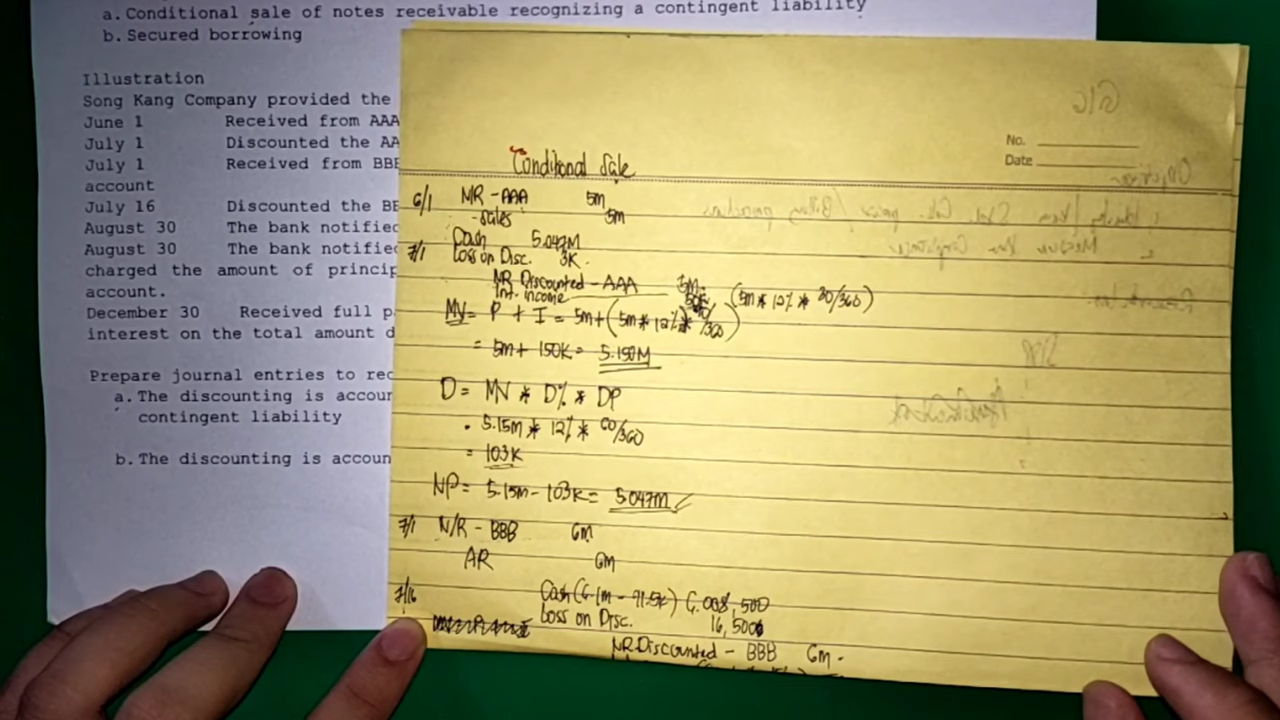 a. Conditional sale of notes receivable recognizing a contingent liability
b. Secured borrowing
Illustration
Song Kang Company provided the
June 1 Received from AAA
July 1 Discounted the AA
July 1 Received from BBB
account
July 16 Discounted the BB
August 30 The bank notified
August 30 The bank notified
charged the amount of princip
account.
December 30 Received full p
interest on the total amount d
Prepare journal entries to rec
a. The discounting is accour
contingent liability
b. The discounting is accoun
No.
Date
Conditional Sale
6/1 N/R - AAA 5m
Sales 5m
7/1 Cash 5.047M
Loss on Disc. 3K.
NR Discounted - AAA 5m.
Int. income 50K (5m * 12% * 30/360)
MV = P + I = 5m + (5m * 12% * 90/360)
= 5m + 150K = 5.150M
D = MV * D% * DP
= 5.15m * 12% * 60/360
= 103K
NP = 5.15m - 103K = 5.047M
7/1 N/R - BBB 6m
AR 6m
7/16 Cash (6.1m - 91.5K) 6,008,500
Loss on Disc. 16,500
NR Discounted - BBB 6m.